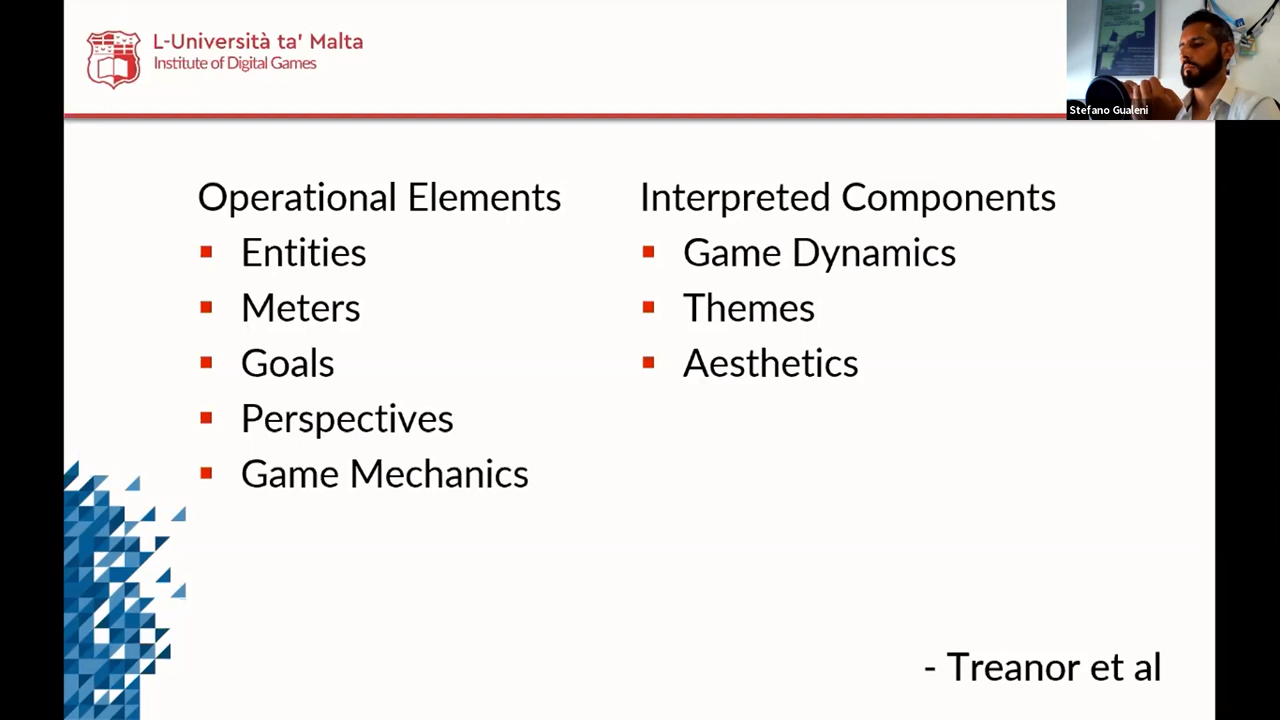 L-Università ta' Malta
Institute of Digital Games
Stefano Gualeni
Operational Elements
Entities
Meters
Goals
Perspectives
Game Mechanics
Interpreted Components
Game Dynamics
Themes
Aesthetics
- Treanor et al